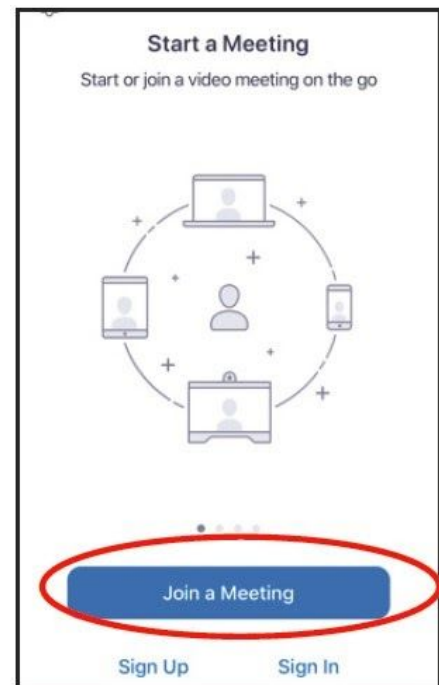 Start a Meeting
Start or join a video meeting on the go
Join a Meeting
Sign Up Sign In